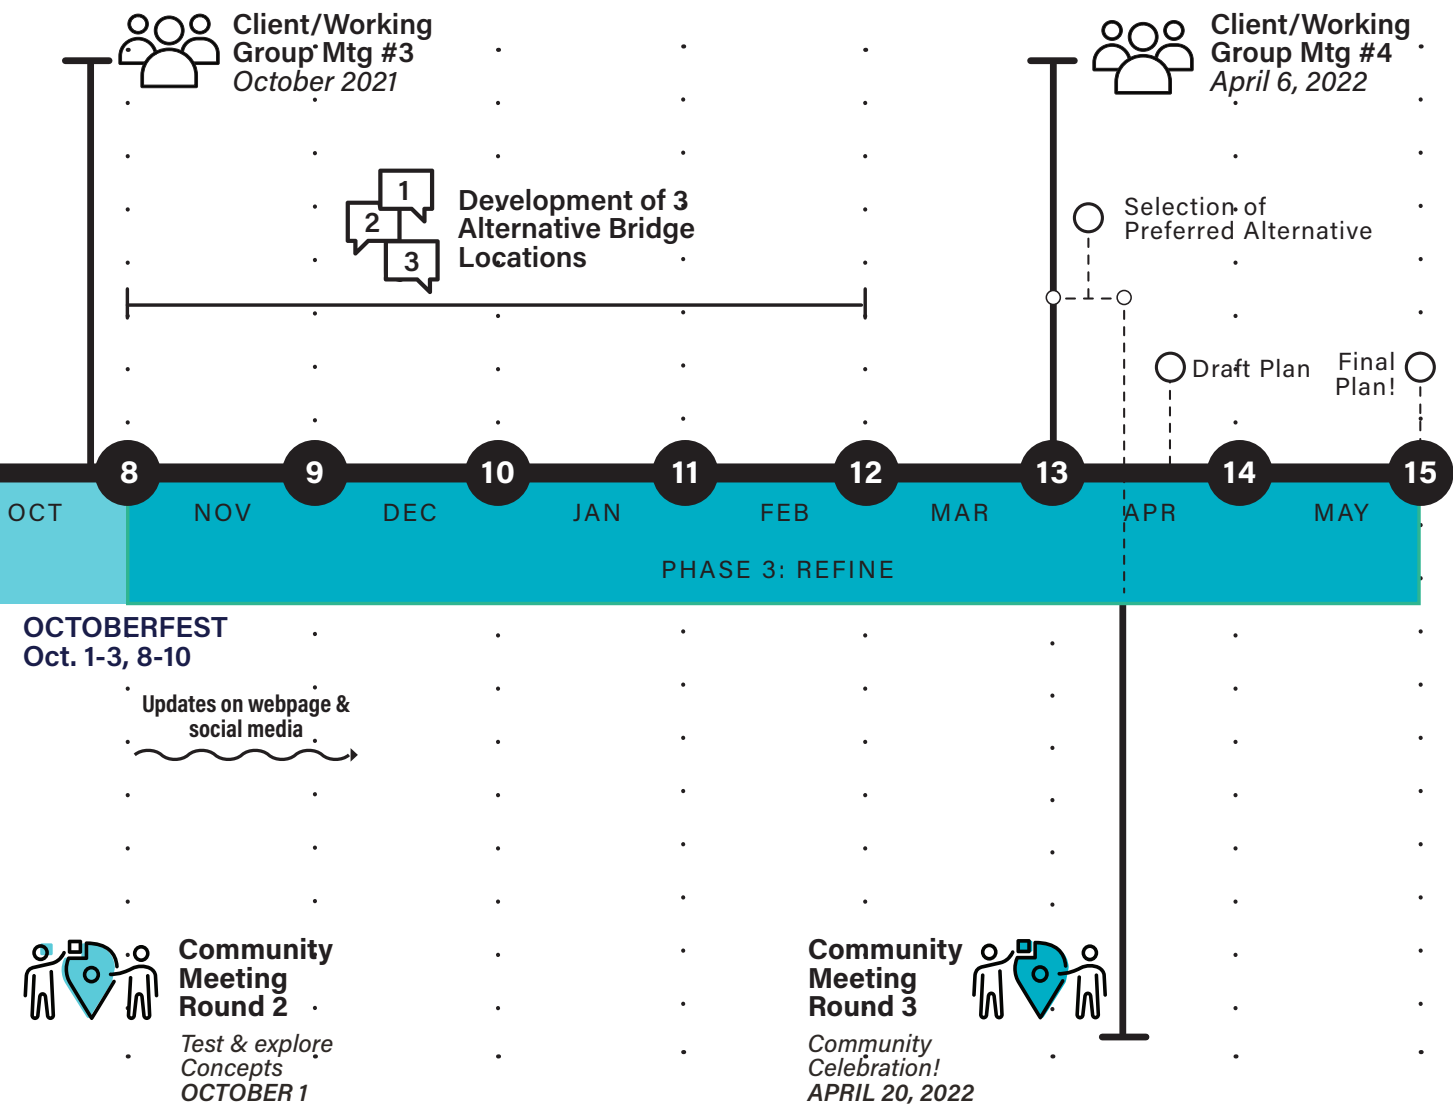 Client/Working
Group Mtg #3
October 2021
Client/Working
Group Mtg #4
April 6, 2022
1
2
3
Development of 3
Alternative Bridge
Locations
Selection of
Preferred Alternative
Draft Plan
Final
Plan!
8
9
10
11
12
13
14
15
OCT
NOV
DEC
JAN
FEB
MAR
APR
MAY
PHASE 3: REFINE
OCTOBERFEST
Oct. 1-3, 8-10
Updates on webpage &
social media
Community
Meeting
Round 2
Test & explore
Concepts
OCTOBER 1
Community
Meeting
Round 3
Community
Celebration!
APRIL 20, 2022